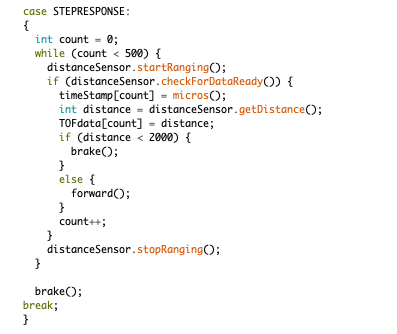 case STEPRESPONSE:
{
  int count = 0;
  while (count < 500) {
    distanceSensor.startRanging();
    if (distanceSensor.checkForDataReady()) {
      timeStamp[count] = micros();
      int distance = distanceSensor.getDistance();
      TOFdata[count] = distance;
      if (distance < 2000) {
        brake();
      }
      else {
        forward();
      }
      count++;
    }
    distanceSensor.stopRanging();
  }

  brake();
break;
}